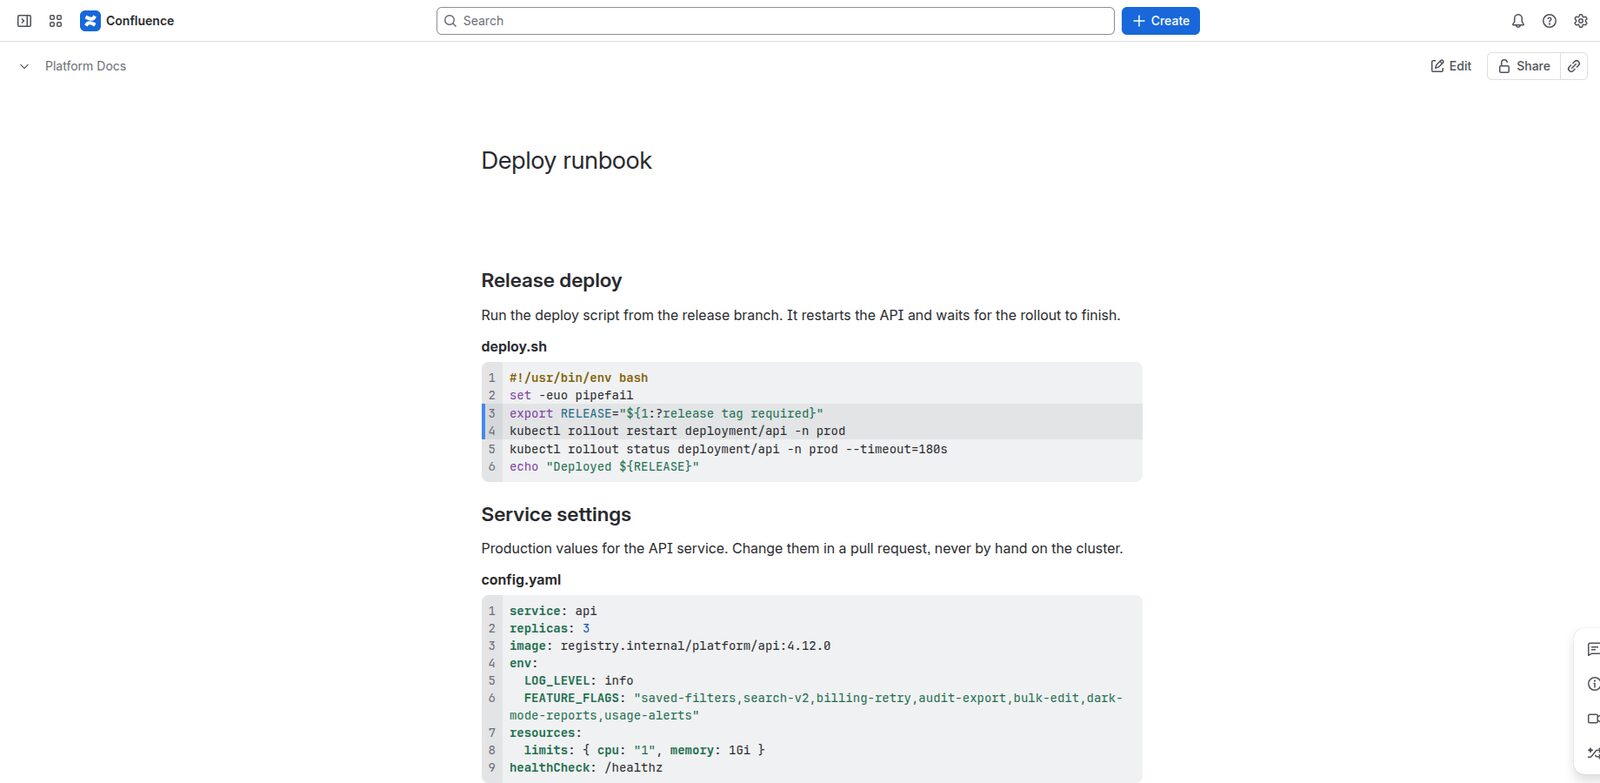 Confluence
Search
Create
Platform Docs
Edit
Share
Deploy runbook
Release deploy
Run the deploy script from the release branch. It restarts the API and waits for the rollout to finish.
deploy.sh
1 #!/usr/bin/env bash
2 set -euo pipefail
3 export RELEASE="${1:?release tag required}"
4 kubectl rollout restart deployment/api -n prod
5 kubectl rollout status deployment/api -n prod --timeout=180s
6 echo "Deployed ${RELEASE}"
Service settings
Production values for the API service. Change them in a pull request, never by hand on the cluster.
config.yaml
1 service: api
2 replicas: 3
3 image: registry.internal/platform/api:4.12.0
4 env:
5   LOG_LEVEL: info
6   FEATURE_FLAGS: "saved-filters,search-v2,billing-retry,audit-export,bulk-edit,dark-
mode-reports,usage-alerts"
7 resources:
8   limits: { cpu: "1", memory: 1Gi }
9 healthCheck: /healthz